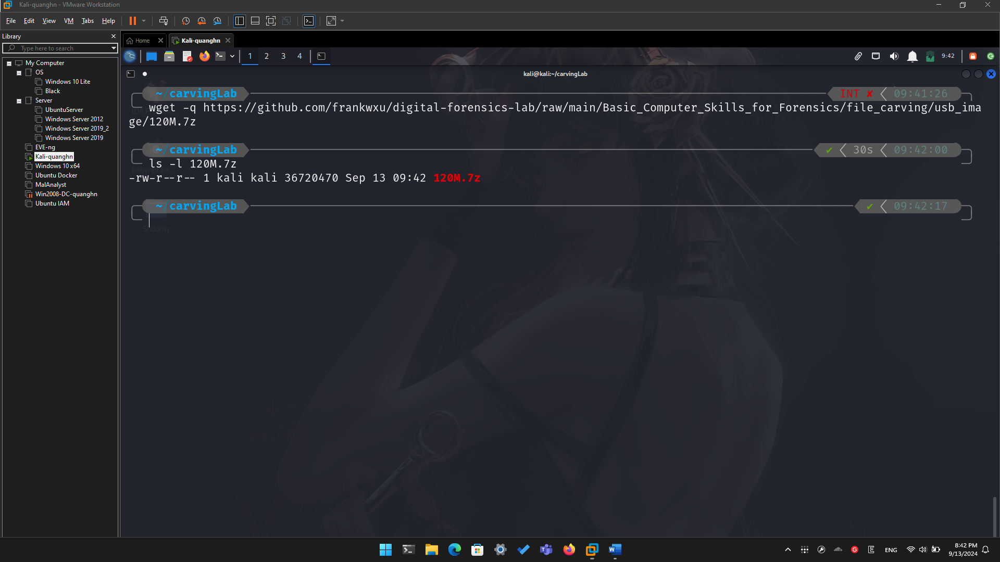 Kali-quanghn - VMware Workstation
File Edit View VM Tabs Help
Library
Type here to search
My Computer
OS
Windows 10 Lite
Black
Server
UbuntuServer
Windows Server 2012
Windows Server 2019_2
Windows Server 2019
EVE-ng
Kali-quanghn
Windows 10 x64
Ubuntu Docker
MalAnalyst
Win2008-DC-quanghn
Ubuntu IAM
Home Kali-quanghn
1 2 3 4 9:42
kali@kali:~/carvingLab
~/carvingLab INT ✘ 09:41:26
wget -q https://github.com/frankwxu/digital-forensics-lab/raw/main/Basic_Computer_Skills_for_Forensics/file_carving/usb_ima
ge/120M.7z
~/carvingLab ✔ 30s 09:42:00
ls -l 120M.7z
-rw-r--r-- 1 kali kali 36720470 Sep 13 09:42 120M.7z
~/carvingLab ✔ 09:42:17
Sudomy
ENG
8:42 PM
9/13/2024